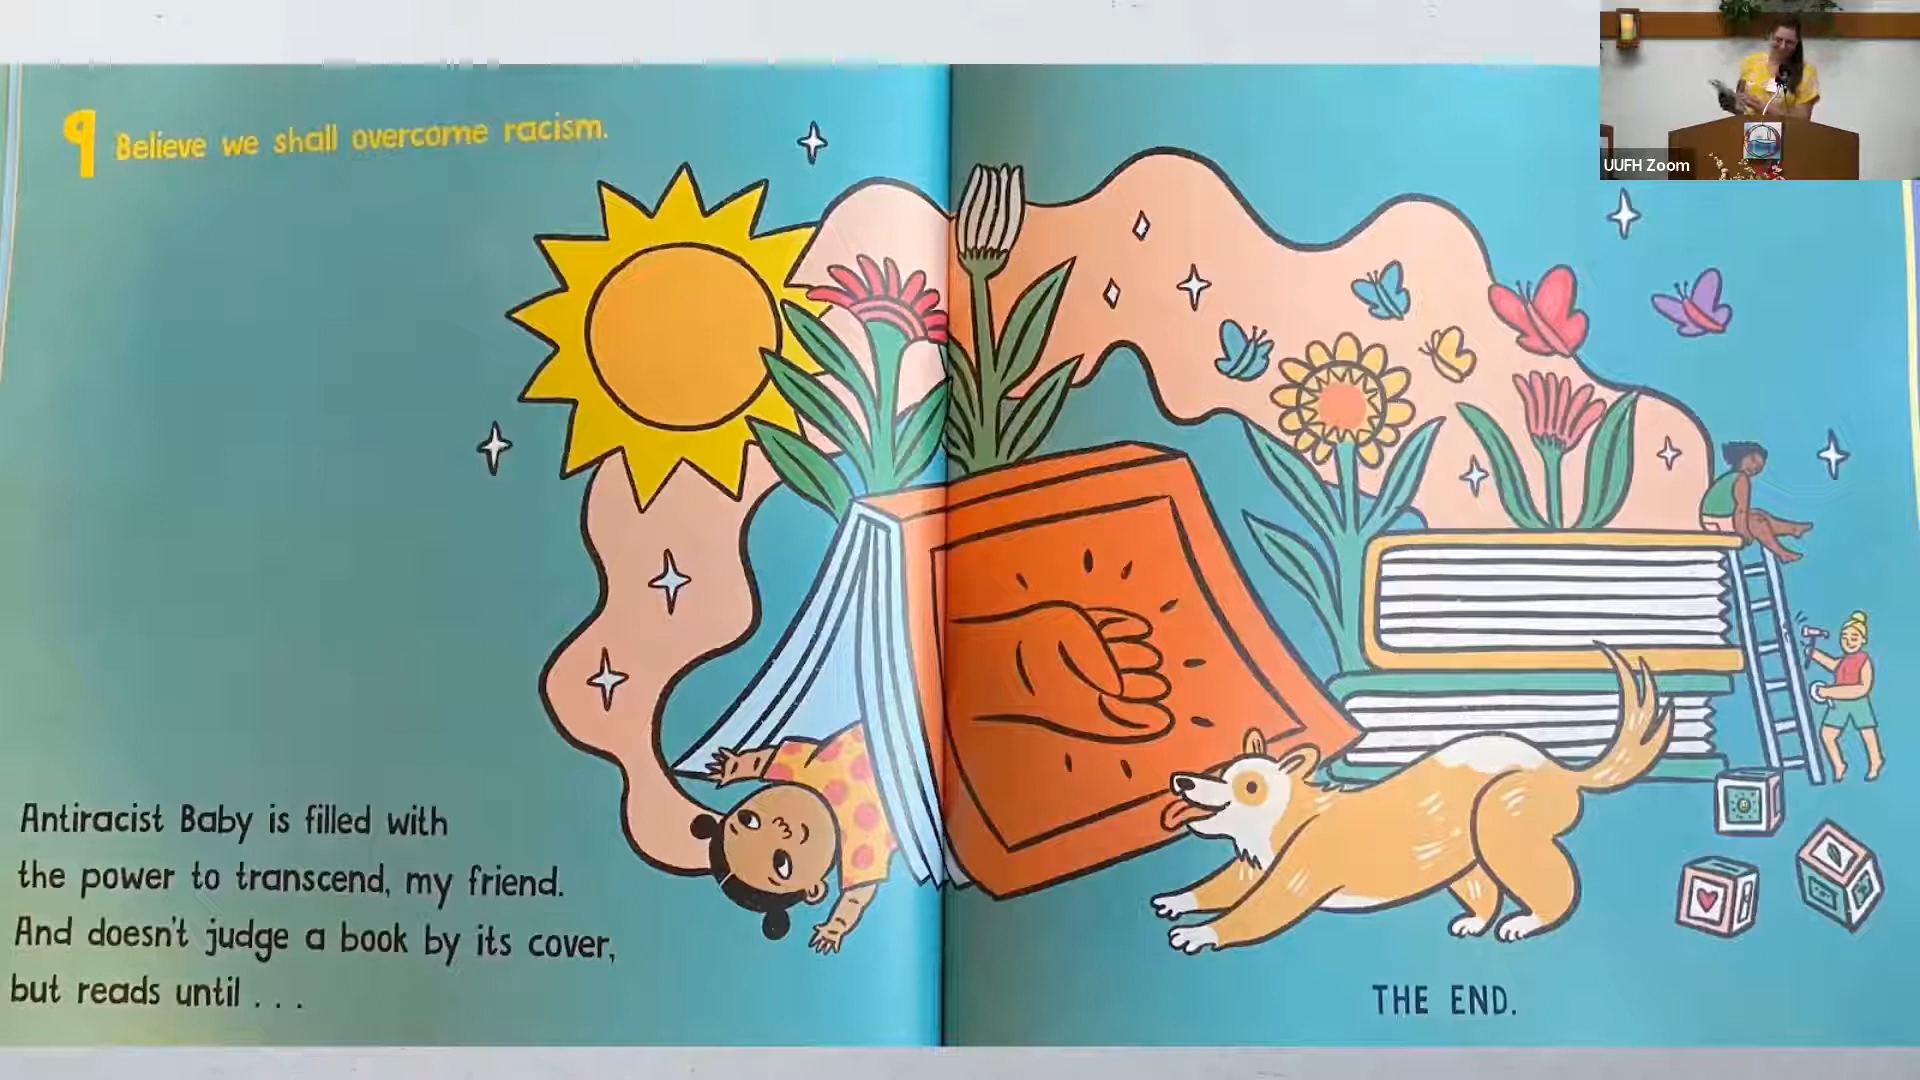 9 Believe we shall overcome racism.
UUFH Zoom
Antiracist Baby is filled with
the power to transcend, my friend.
And doesn't judge a book by its cover,
but reads until . . .
THE END.